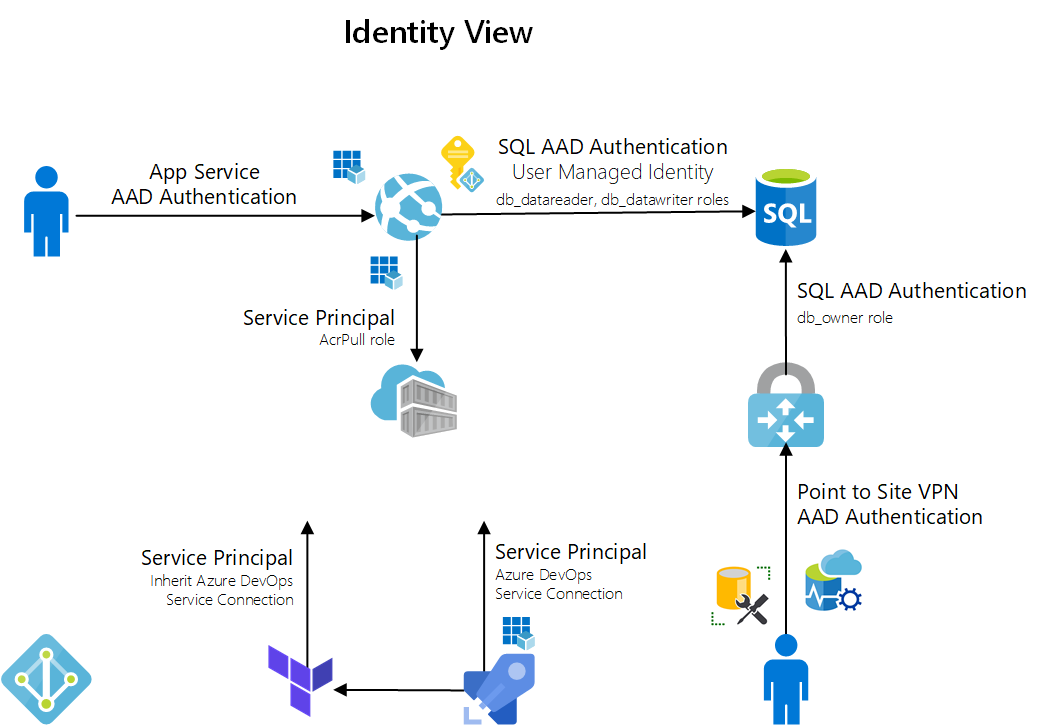 Identity View
App Service
AAD Authentication
SQL AAD Authentication
User Managed Identity
db_datareader, db_datawriter roles
SQL
Service Principal
AcrPull role
SQL AAD Authentication
db_owner role
Point to Site VPN
AAD Authentication
Service Principal
Inherit Azure DevOps
Service Connection
Service Principal
Azure DevOps
Service Connection